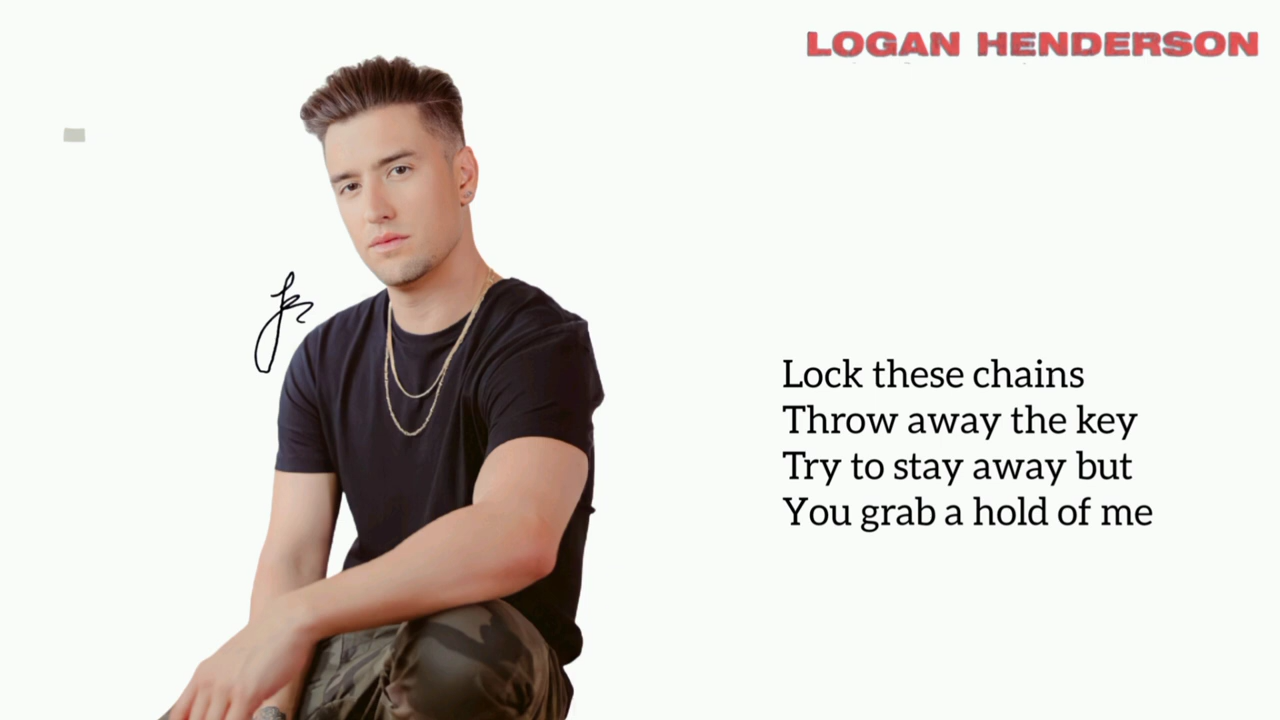 LOGAN HENDERSON
Lock these chains
Throw away the key
Try to stay away but
You grab a hold of me